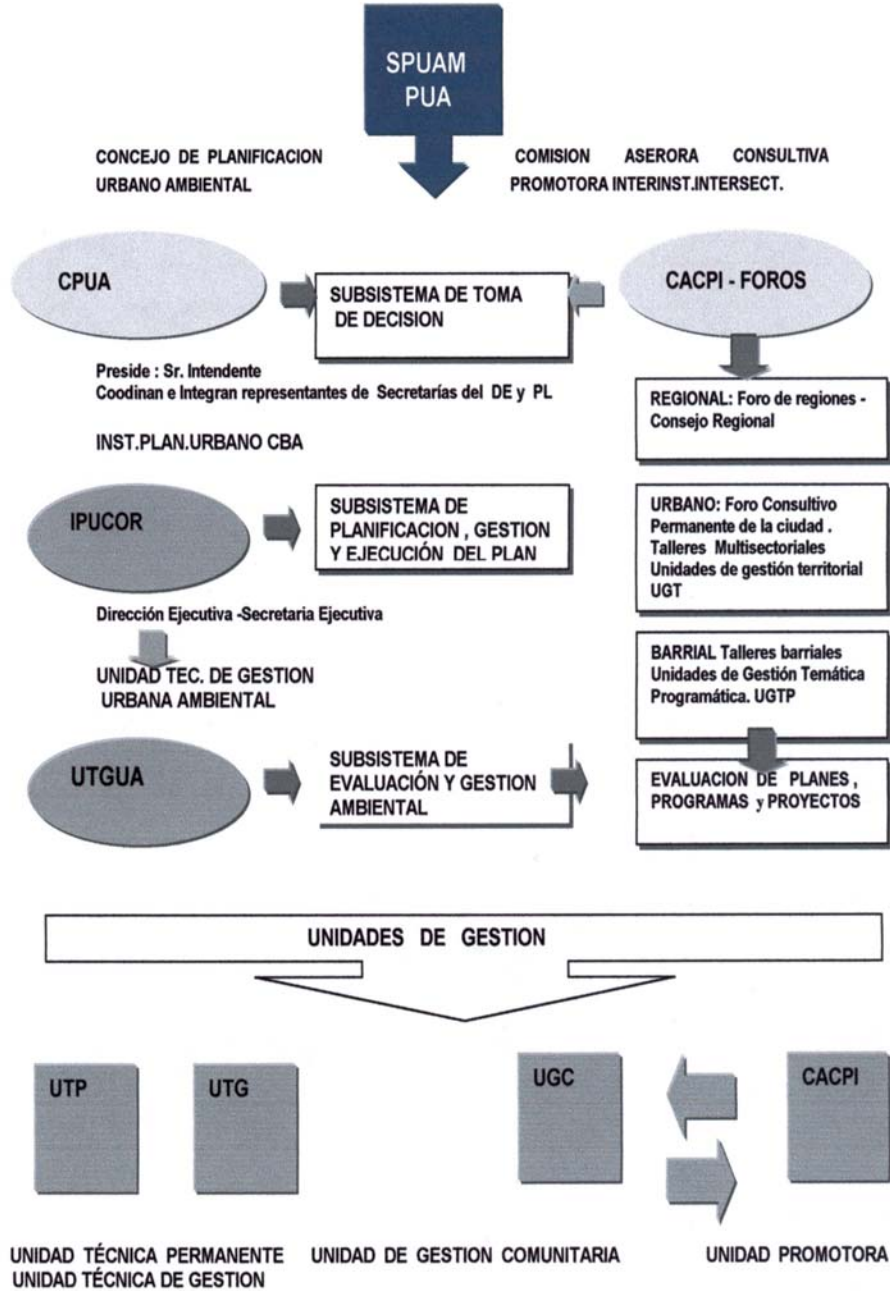 SPUAM
PUA
CONCEJO DE PLANIFICACION
URBANO AMBIENTAL
COMISION ASERORA CONSULTIVA
PROMOTORA INTERINST.INTERSECT.
CPUA
SUBSISTEMA DE TOMA
DE DECISION
CACPI - FOROS
Preside : Sr. Intendente
Coodinan e Integran representantes de Secretarías del DE y PL
REGIONAL: Foro de regiones -
Consejo Regional
INST.PLAN.URBANO CBA
IPUCOR
SUBSISTEMA DE
PLANIFICACION , GESTION
Y EJECUCIÓN DEL PLAN
URBANO: Foro Consultivo
Permanente de la ciudad .
Talleres Multisectoriales
Unidades de gestión territorial
UGT
Dirección Ejecutiva -Secretaria Ejecutiva
UNIDAD TEC. DE GESTION
URBANA AMBIENTAL
BARRIAL Talleres barriales
Unidades de Gestión Temática
Programática. UGTP
UTGUA
SUBSISTEMA DE
EVALUACIÓN Y GESTION
AMBIENTAL
EVALUACION DE PLANES ,
PROGRAMAS y PROYECTOS
UNIDADES DE GESTION
UTP
UTG
UGC
CACPI
UNIDAD TÉCNICA PERMANENTE
UNIDAD TÉCNICA DE GESTION
UNIDAD DE GESTION COMUNITARIA
UNIDAD PROMOTORA